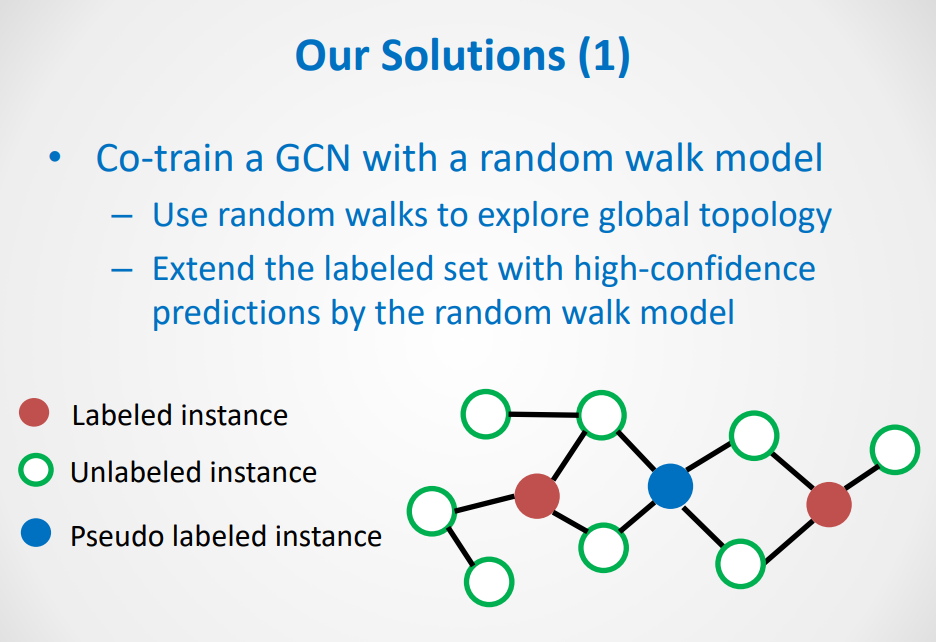 Our Solutions (1)
• Co-train a GCN with a random walk model
– Use random walks to explore global topology
– Extend the labeled set with high-confidence
predictions by the random walk model
Labeled instance
Unlabeled instance
Pseudo labeled instance